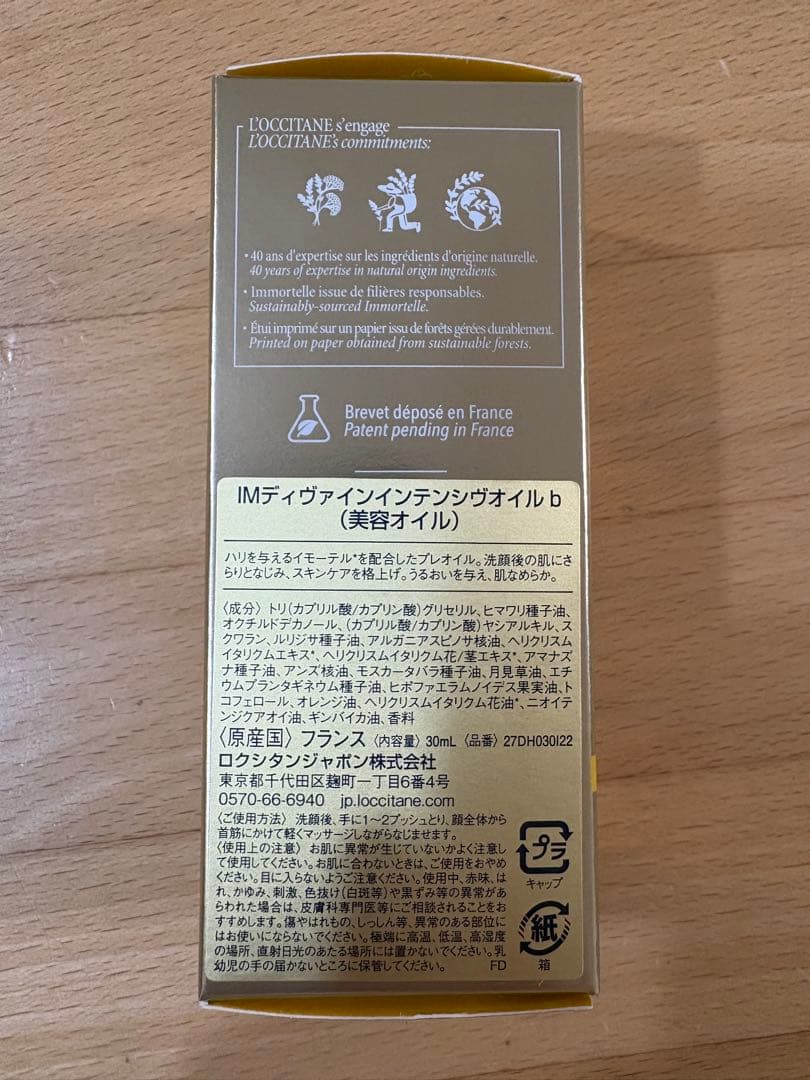 L'OCCITANE s'engage
L'OCCITANE's commitments:
• 40 ans d'expertise sur les ingrédients d'origine naturelle.
40 years of expertise in natural origin ingredients.
• Immortelle issue de filières responsables.
Sustainably-sourced Immortelle.
• Étui imprimé sur un papier issu de forêts gérées durablement.
Printed on paper obtained from sustainable forests.
Brevet déposé en France
Patent pending in France
IMディヴァインインテンシヴオイル b
（美容オイル）
ハリを与えるイモーテル*を配合したプレオイル。洗顔後の肌にさ
らりとなじみ、スキンケアを格上げ。うるおいを与え、肌なめらか。
〈成分〉トリ（カプリル酸/カプリン酸）グリセリル、ヒマワリ種子油、
オクチルドデカノール、（カプリル酸/カプリン酸）ヤシアルキル、ス
クワラン、ルリジサ種子油、アルガニアスピノサ核油、ヘリクリスム
イタリクムエキス*、ヘリクリスムイタリクム花/茎エキス*、アマナズ
ナ種子油、アンズ核油、モスカータバラ種子油、月見草油、エチ
ウムプランタギネウム種子油、ヒポファエラムノイデス果実油、ト
コフェロール、オレンジ油、ヘリクリスムイタリクム花油*、ニオイテ
ンジクアオイ油、ギンバイカ油、香料
〈原産国〉フランス〈内容量〉30mL〈品番〉27DH030I22
ロクシタンジャポン株式会社
東京都千代田区麹町一丁目6番4号
0570-66-6940 jp.loccitane.com
〈ご使用方法〉洗顔後、手に1〜2プッシュとり、顔全体から
首筋にかけて軽くマッサージしながらなじませます。
〈使用上の注意〉お肌に異常が生じていないかよく注意し
て使用してください。お肌に合わないときは、ご使用をおやめ
ください。目に入らないようご注意ください。使用中、赤味、は
れ、かゆみ、刺激、色抜け（白斑等）や黒ずみ等の異常があ
らわれた場合は、皮膚科専門医等にご相談されることをお
すすめします。傷やはれもの、しっしん等、異常のある部位に
はお使いにならないでください。極端に高温、低温、高湿度
の場所、直射日光のあたる場所には置かないでください。乳
幼児の手の届かないところに保管してください。 FD
プラ
キャップ
紙
箱